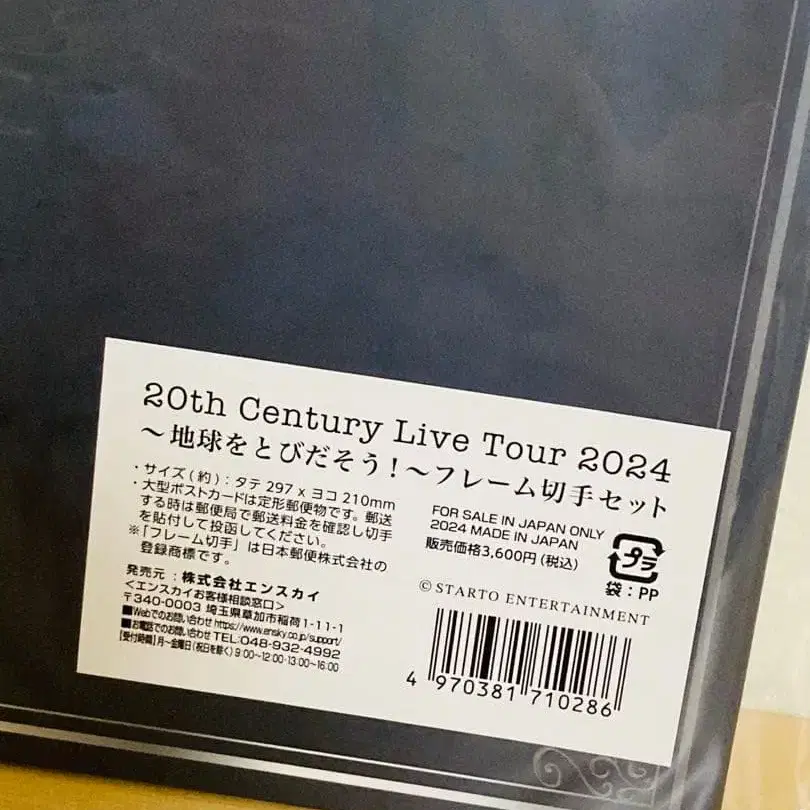 20th Century Live Tour 2024
～地球をとびだそう！～フレーム切手セット
・サイズ(約)：タテ 297 x ヨコ 210mm
・大型ポストカードは定形郵便物です。郵送
する時は郵便局で郵送料金を確認し切手
を貼付して投函してください。
※「フレーム切手」は日本郵便株式会社の
登録商標です。
発売元：株式会社エンスカイ
＜エンスカイお客様相談窓口＞
〒340-0003 埼玉県草加市稲荷1-11-1
■Webでのお問い合わせ https://www.ensky.co.jp/support/
■お電話でのお問い合わせ TEL:048-932-4992
[受付時間] 月～金曜日(祝日を除く) 9:00～12:00・13:00～16:00
FOR SALE IN JAPAN ONLY
2024 MADE IN JAPAN
販売価格3,600円(税込)
プラ
袋：PP
© STARTO ENTERTAINMENT
4 970381 710286